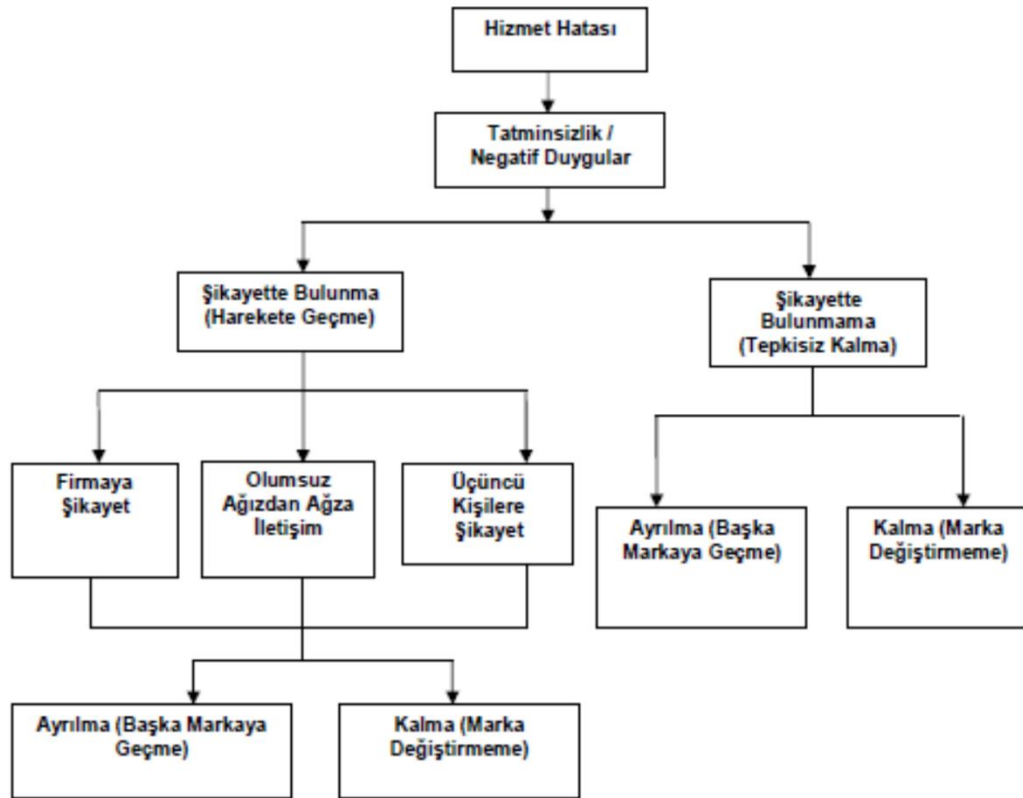 Hizmet Hatası
Tatminsizlik /
Negatif Duygular
Şikayette Bulunma
(Harekete Geçme)
Şikayette
Bulunmama
(Tepkisiz Kalma)
Firmaya
Şikayet
Olumsuz
Ağızdan Ağza
İletişim
Üçüncü
Kişilere
Şikayet
Ayrılma (Başka
Markaya Geçme)
Kalma (Marka
Değiştirmeme)
Ayrılma (Başka Markaya
Geçme)
Kalma (Marka
Değiştirmeme)